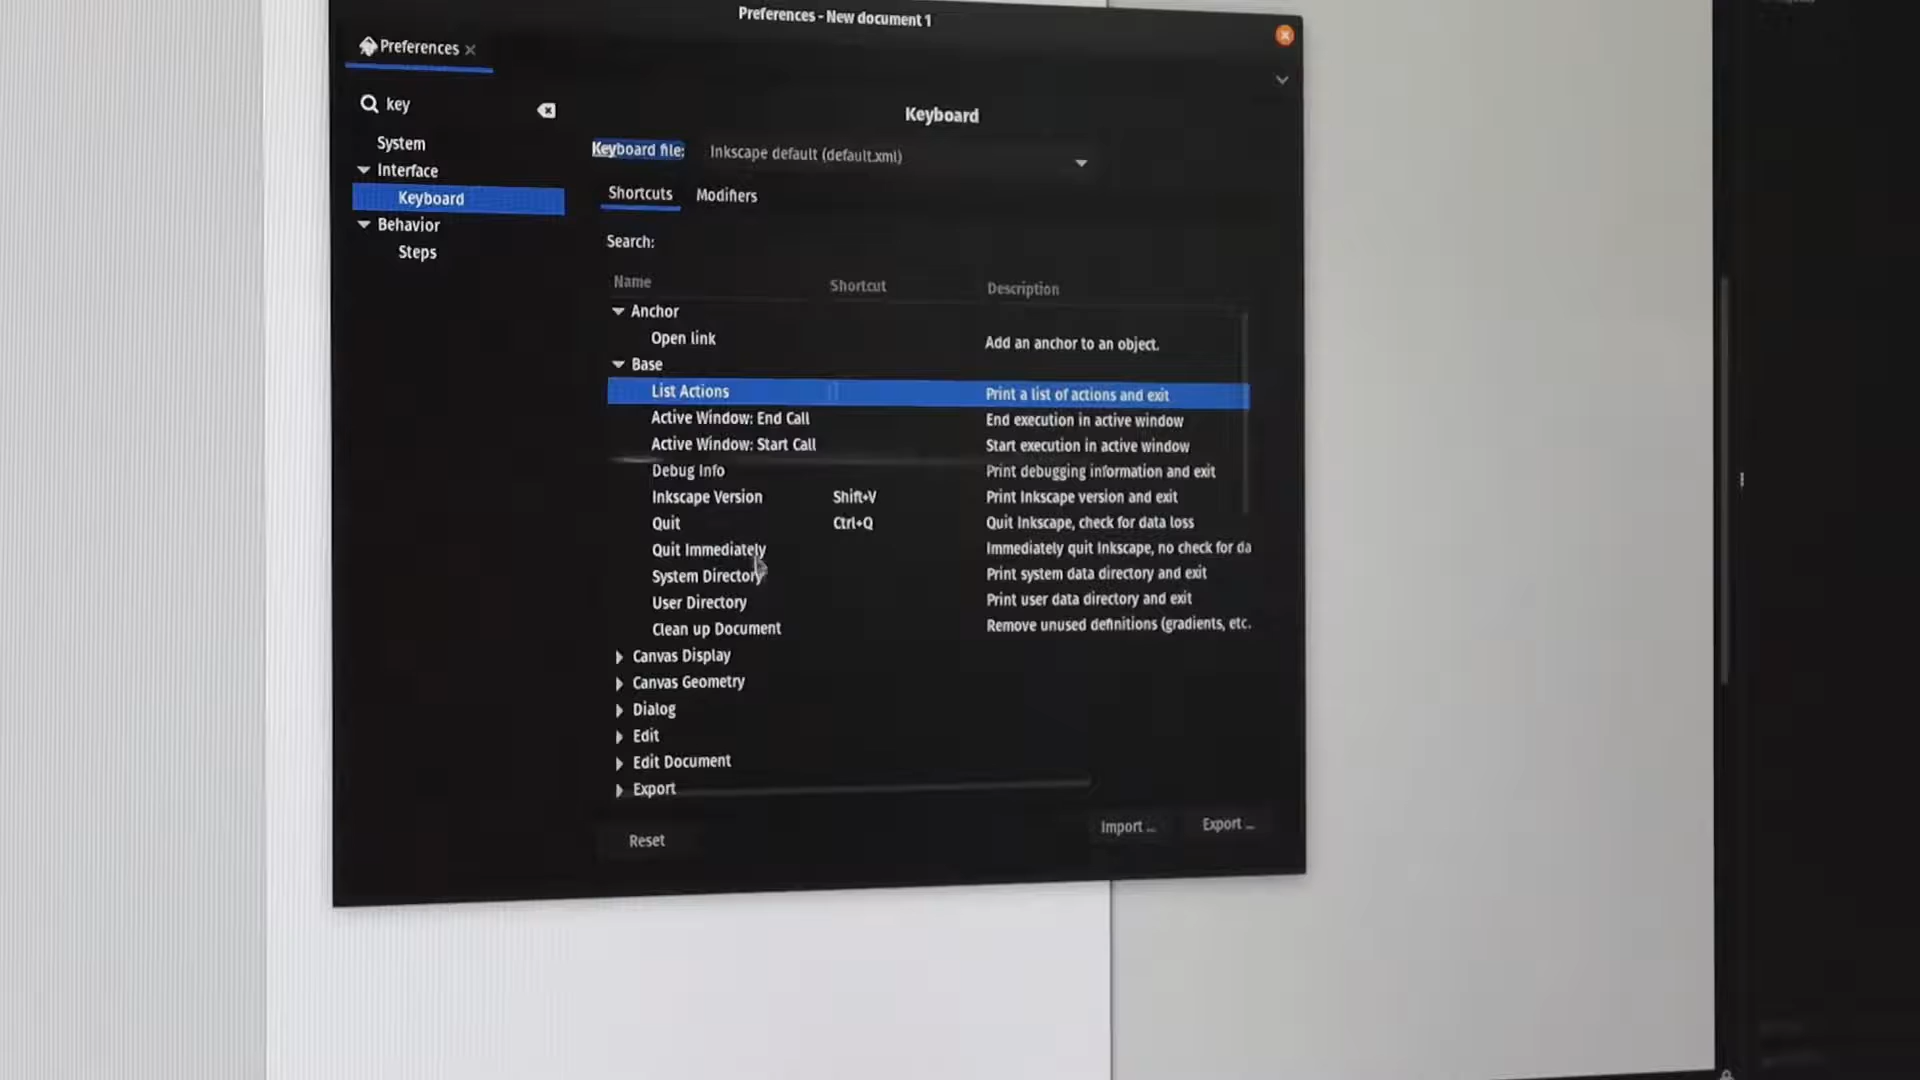 Preferences - New document 1
Preferences
key
System
Interface
Keyboard
Behavior
Steps
Keyboard
Keyboard file: Inkscape default (default.xml)
Shortcuts Modifiers
Search:
Name Shortcut Description
Anchor
Open link Add an anchor to an object.
Base
List Actions Print a list of actions and exit
Active Window: End Call End execution in active window
Active Window: Start Call Start execution in active window
Debug Info Print debugging information and exit
Inkscape Version Shift+V Print Inkscape version and exit
Quit Ctrl+Q Quit Inkscape, check for data loss
Quit Immediately Immediately quit Inkscape, no check for da
System Directory Print system data directory and exit
User Directory Print user data directory and exit
Clean up Document Remove unused definitions (gradients, etc.
Canvas Display
Canvas Geometry
Dialog
Edit
Edit Document
Export
Reset Import ... Export ...